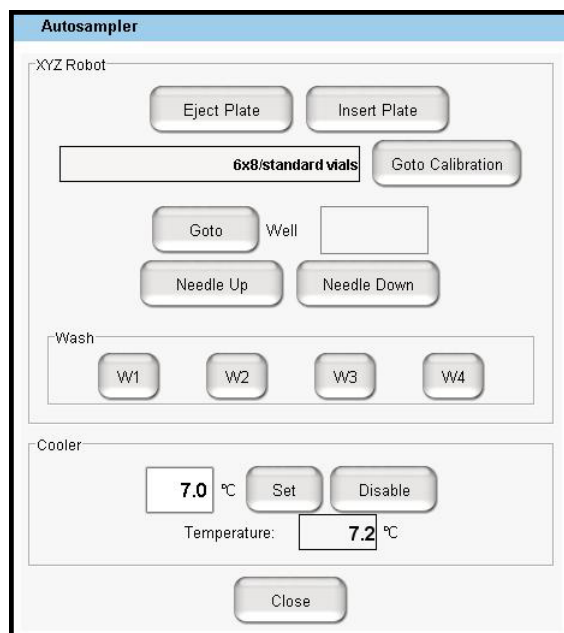 Autosampler
XYZ Robot
Eject Plate Insert Plate
6x8/standard vials Goto Calibration
Goto Well
Needle Up Needle Down
Wash
W1 W2 W3 W4
Cooler
7.0 °C Set Disable
Temperature: 7.2 °C
Close